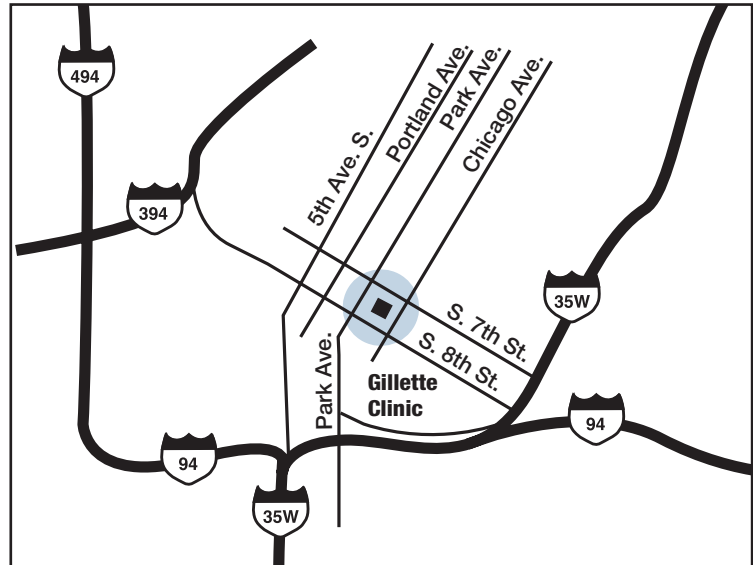 494
5th Ave. S.
Portland Ave.
Park Ave.
Chicago Ave.
394
35W
S. 7th St.
S. 8th St.
Park Ave.
Gillette
Clinic
94
94
35W